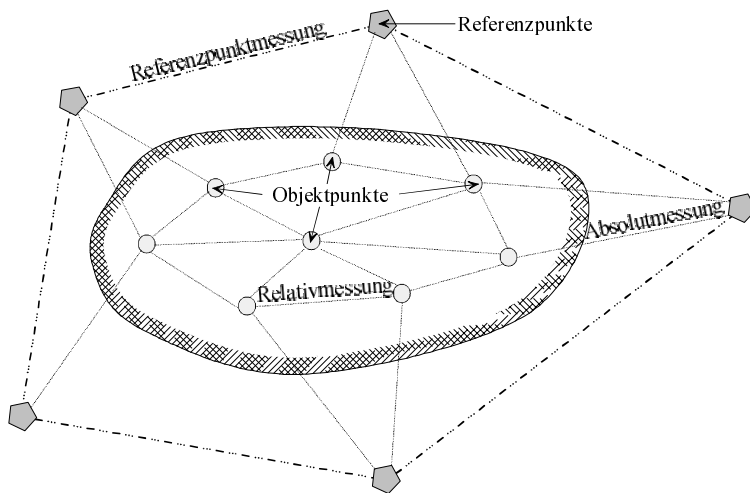 Referenzpunktmessung
Referenzpunkte
Objektpunkte
Absolutmessung
Relativmessung